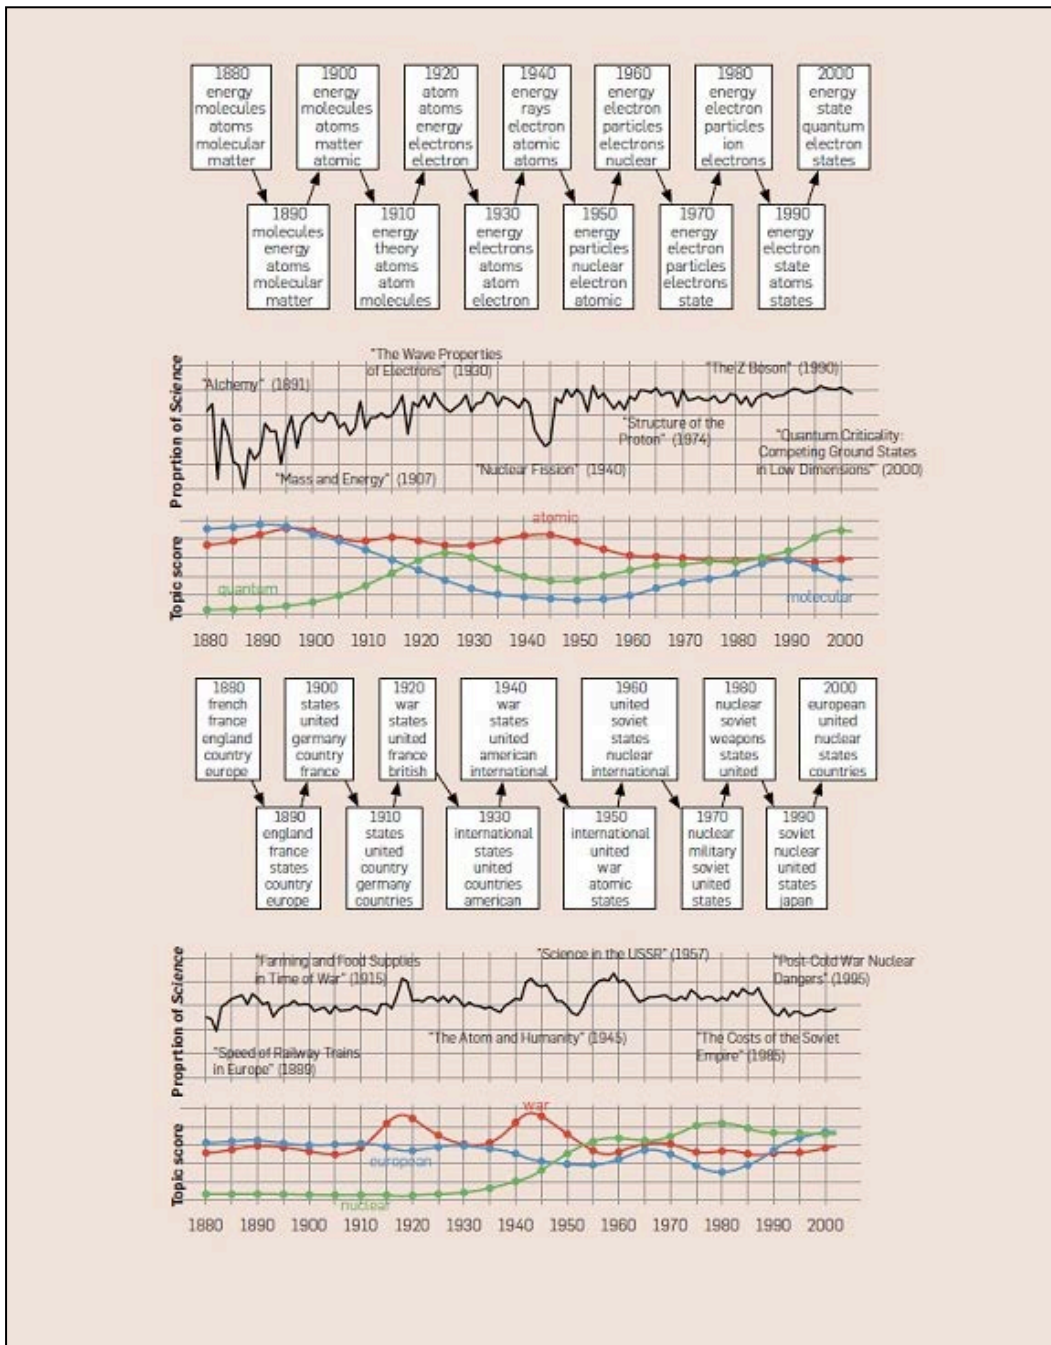 1880
energy
molecules
atoms
molecular
matter
1900
energy
molecules
atoms
matter
atomic
1920
atom
atoms
energy
electrons
electron
1940
energy
rays
electron
atomic
atoms
1960
energy
electron
particles
electrons
nuclear
1980
energy
electron
particles
ion
electrons
2000
energy
state
quantum
electron
states
1890
molecules
energy
atoms
molecular
matter
1910
energy
theory
atoms
atom
molecules
1930
energy
electrons
atoms
atom
electron
1950
energy
particles
nuclear
electron
atomic
1970
energy
electron
particles
electrons
state
1990
energy
electron
state
atoms
states
Proprtion of Science
"Alchemy" (1891)
"The Wave Properties
of Electrons" (1930)
"The Z Boson" (1990)
"Mass and Energy" (1907)
"Nuclear Fission" (1940)
"Structure of the
Proton" (1974)
"Quantum Criticality:
Competing Ground States
in Low Dimensions" (2000)
Topic score
atomic
quantum
molecular
1880 1890 1900 1910 1920 1930 1940 1950 1960 1970 1980 1990 2000
1880
french
france
england
country
europe
1900
states
united
germany
country
france
1920
war
states
united
france
british
1940
war
states
united
american
international
1960
united
soviet
states
nuclear
international
1980
nuclear
soviet
weapons
states
united
2000
european
united
nuclear
states
countries
1890
england
france
states
country
europe
1910
states
united
country
germany
countries
1930
international
states
united
countries
american
1950
international
united
war
atomic
states
1970
nuclear
military
soviet
united
states
1990
soviet
nuclear
united
states
japan
Proprtion of Science
"Farming and Food Supplies
in Time of War" (1915)
"Science in the USSR" (1957)
"Post-Cold War Nuclear
Dangers" (1995)
"Speed of Railway Trains
in Europe" (1889)
"The Atom and Humanity" (1945)
"The Costs of the Soviet
Empire" (1985)
Topic score
war
european
nuclear
1880 1890 1900 1910 1920 1930 1940 1950 1960 1970 1980 1990 2000